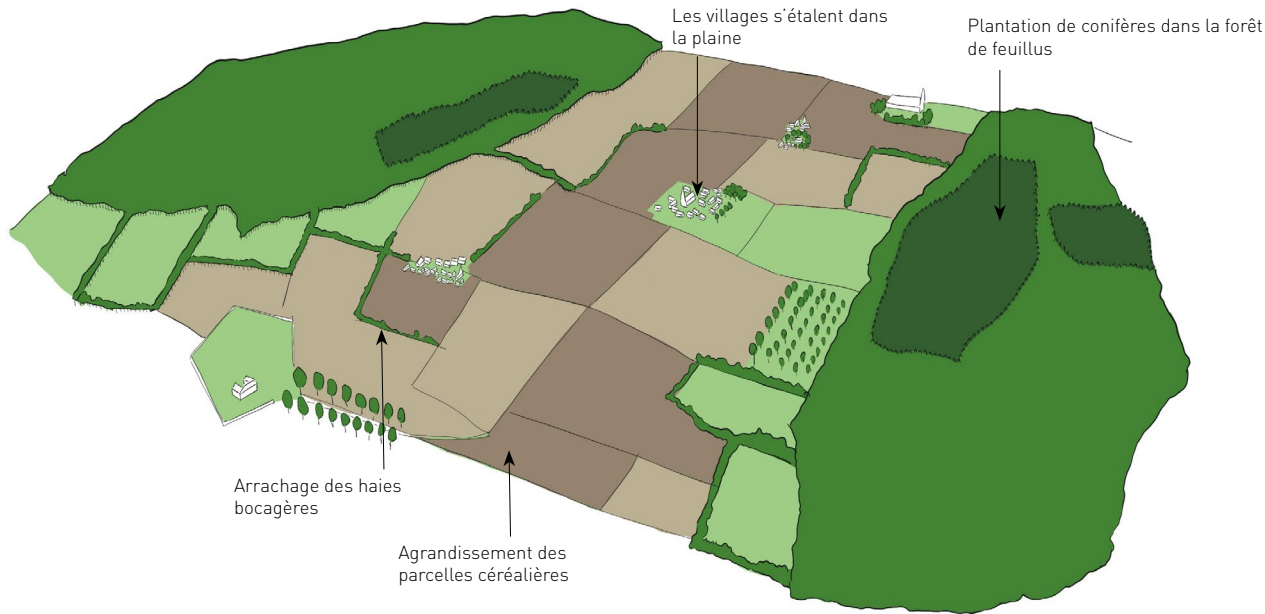 Les villages s'étalent dans
la plaine
Plantation de conifères dans la forêt
de feuillus
Arrachage des haies
bocagères
Agrandissement des
parcelles céréalières